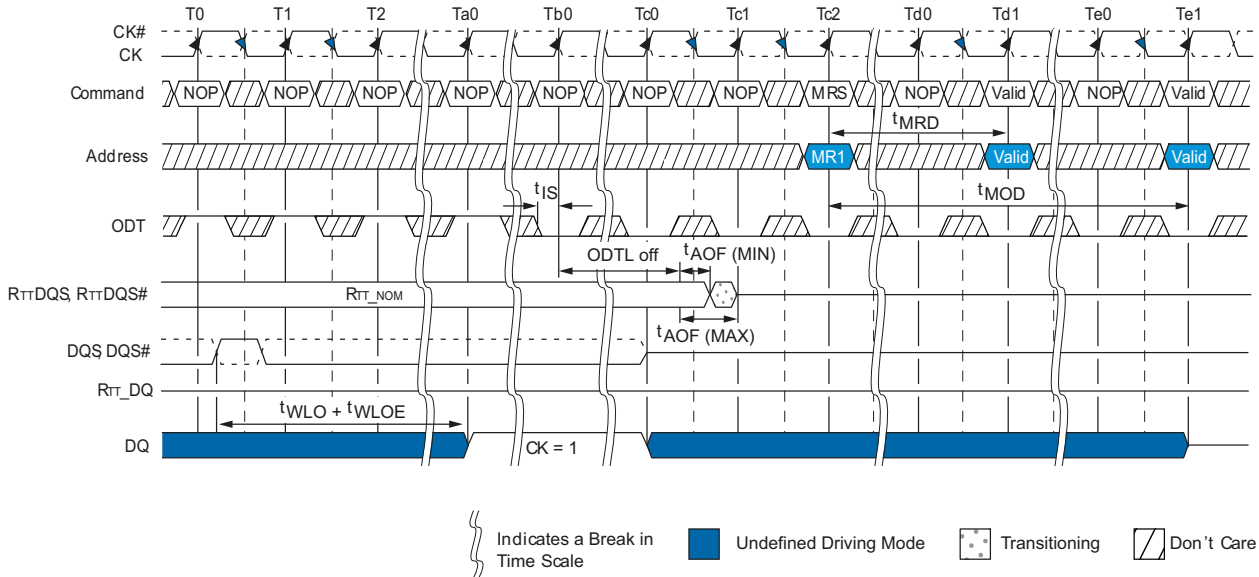 T0 T1 T2 Ta0 Tb0 Tc0 Tc1 Tc2 Td0 Td1 Te0 Te1
CK#
CK
Command NOP NOP NOP NOP NOP NOP NOP MRS NOP Valid NOP Valid
tMRD
Address MR1 Valid Valid
tIS
tMOD
ODT
ODTL off tAOF (MIN)
RTTDQS, RTTDQS# RTT_NOM
tAOF (MAX)
DQS, DQS#
RTT_DQ
tWLO + tWLOE
DQ CK = 1
Indicates a Break in
Time Scale
Undefined Driving Mode
Transitioning
Don't Care